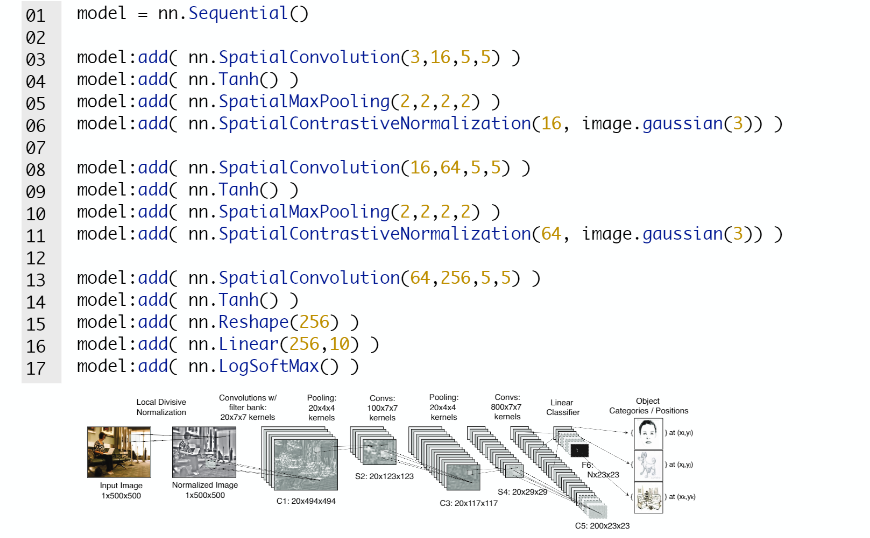 01 model = nn.Sequential()
02
03 model:add( nn.SpatialConvolution(3,16,5,5) )
04 model:add( nn.Tanh() )
05 model:add( nn.SpatialMaxPooling(2,2,2,2) )
06 model:add( nn.SpatialContrastiveNormalization(16, image.gaussian(3)) )
07
08 model:add( nn.SpatialConvolution(16,64,5,5) )
09 model:add( nn.Tanh() )
10 model:add( nn.SpatialMaxPooling(2,2,2,2) )
11 model:add( nn.SpatialContrastiveNormalization(64, image.gaussian(3)) )
12
13 model:add( nn.SpatialConvolution(64,256,5,5) )
14 model:add( nn.Tanh() )
15 model:add( nn.Reshape(256) )
16 model:add( nn.Linear(256,10) )
17 model:add( nn.LogSoftMax() )
Local Divisive
Normalization
Convolutions w/
filter bank:
20x7x7 kernels
Pooling:
20x4x4
kernels
Convs:
100x7x7
kernels
Pooling:
20x4x4
kernels
Convs:
800x7x7
kernels
Linear
Classifier
Object
Categories / Positions
{ } at (xi,yi)
{ } at (xj,yj)
{ } at (xk,yk)
Input Image
1x500x500
Normalized Image
1x500x500
C1: 20x494x494
S2: 20x123x123
C3: 20x117x117
S4: 20x29x29
C5: 200x23x23
F6:
Nx23x23